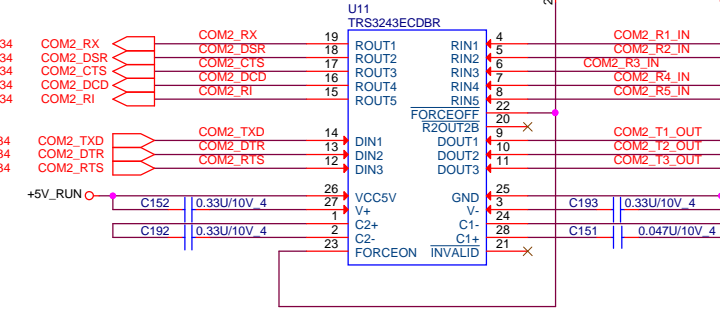 2
U11
TRS3243ECDBR
34 COM2_RX COM2_RX 19 ROUT1 RIN1 4 COM2_R1_IN
34 COM2_DSR COM2_DSR 18 ROUT2 RIN2 5 COM2_R2_IN
34 COM2_CTS COM2_CTS 17 ROUT3 RIN3 6 COM2_R3_IN
34 COM2_DCD COM2_DCD 16 ROUT4 RIN4 7 COM2_R4_IN
34 COM2_RI COM2_RI 15 ROUT5 RIN5 8 COM2_R5_IN
FORCEOFF 22
R2OUT2B 20
34 COM2_TXD COM2_TXD 14 DIN1 DOUT1 9 COM2_T1_OUT
34 COM2_DTR COM2_DTR 13 DIN2 DOUT2 10 COM2_T2_OUT
34 COM2_RTS COM2_RTS 12 DIN3 DOUT3 11 COM2_T3_OUT
+5V_RUN 26 VCC5V GND 25
C152 0.33U/10V_4 27 V+ V- 3 C193 0.33U/10V_4
1 C2+ C1- 24
C192 0.33U/10V_4 2 C2- C1+ 28 C151 0.047U/10V_4
23 FORCEON INVALID 21